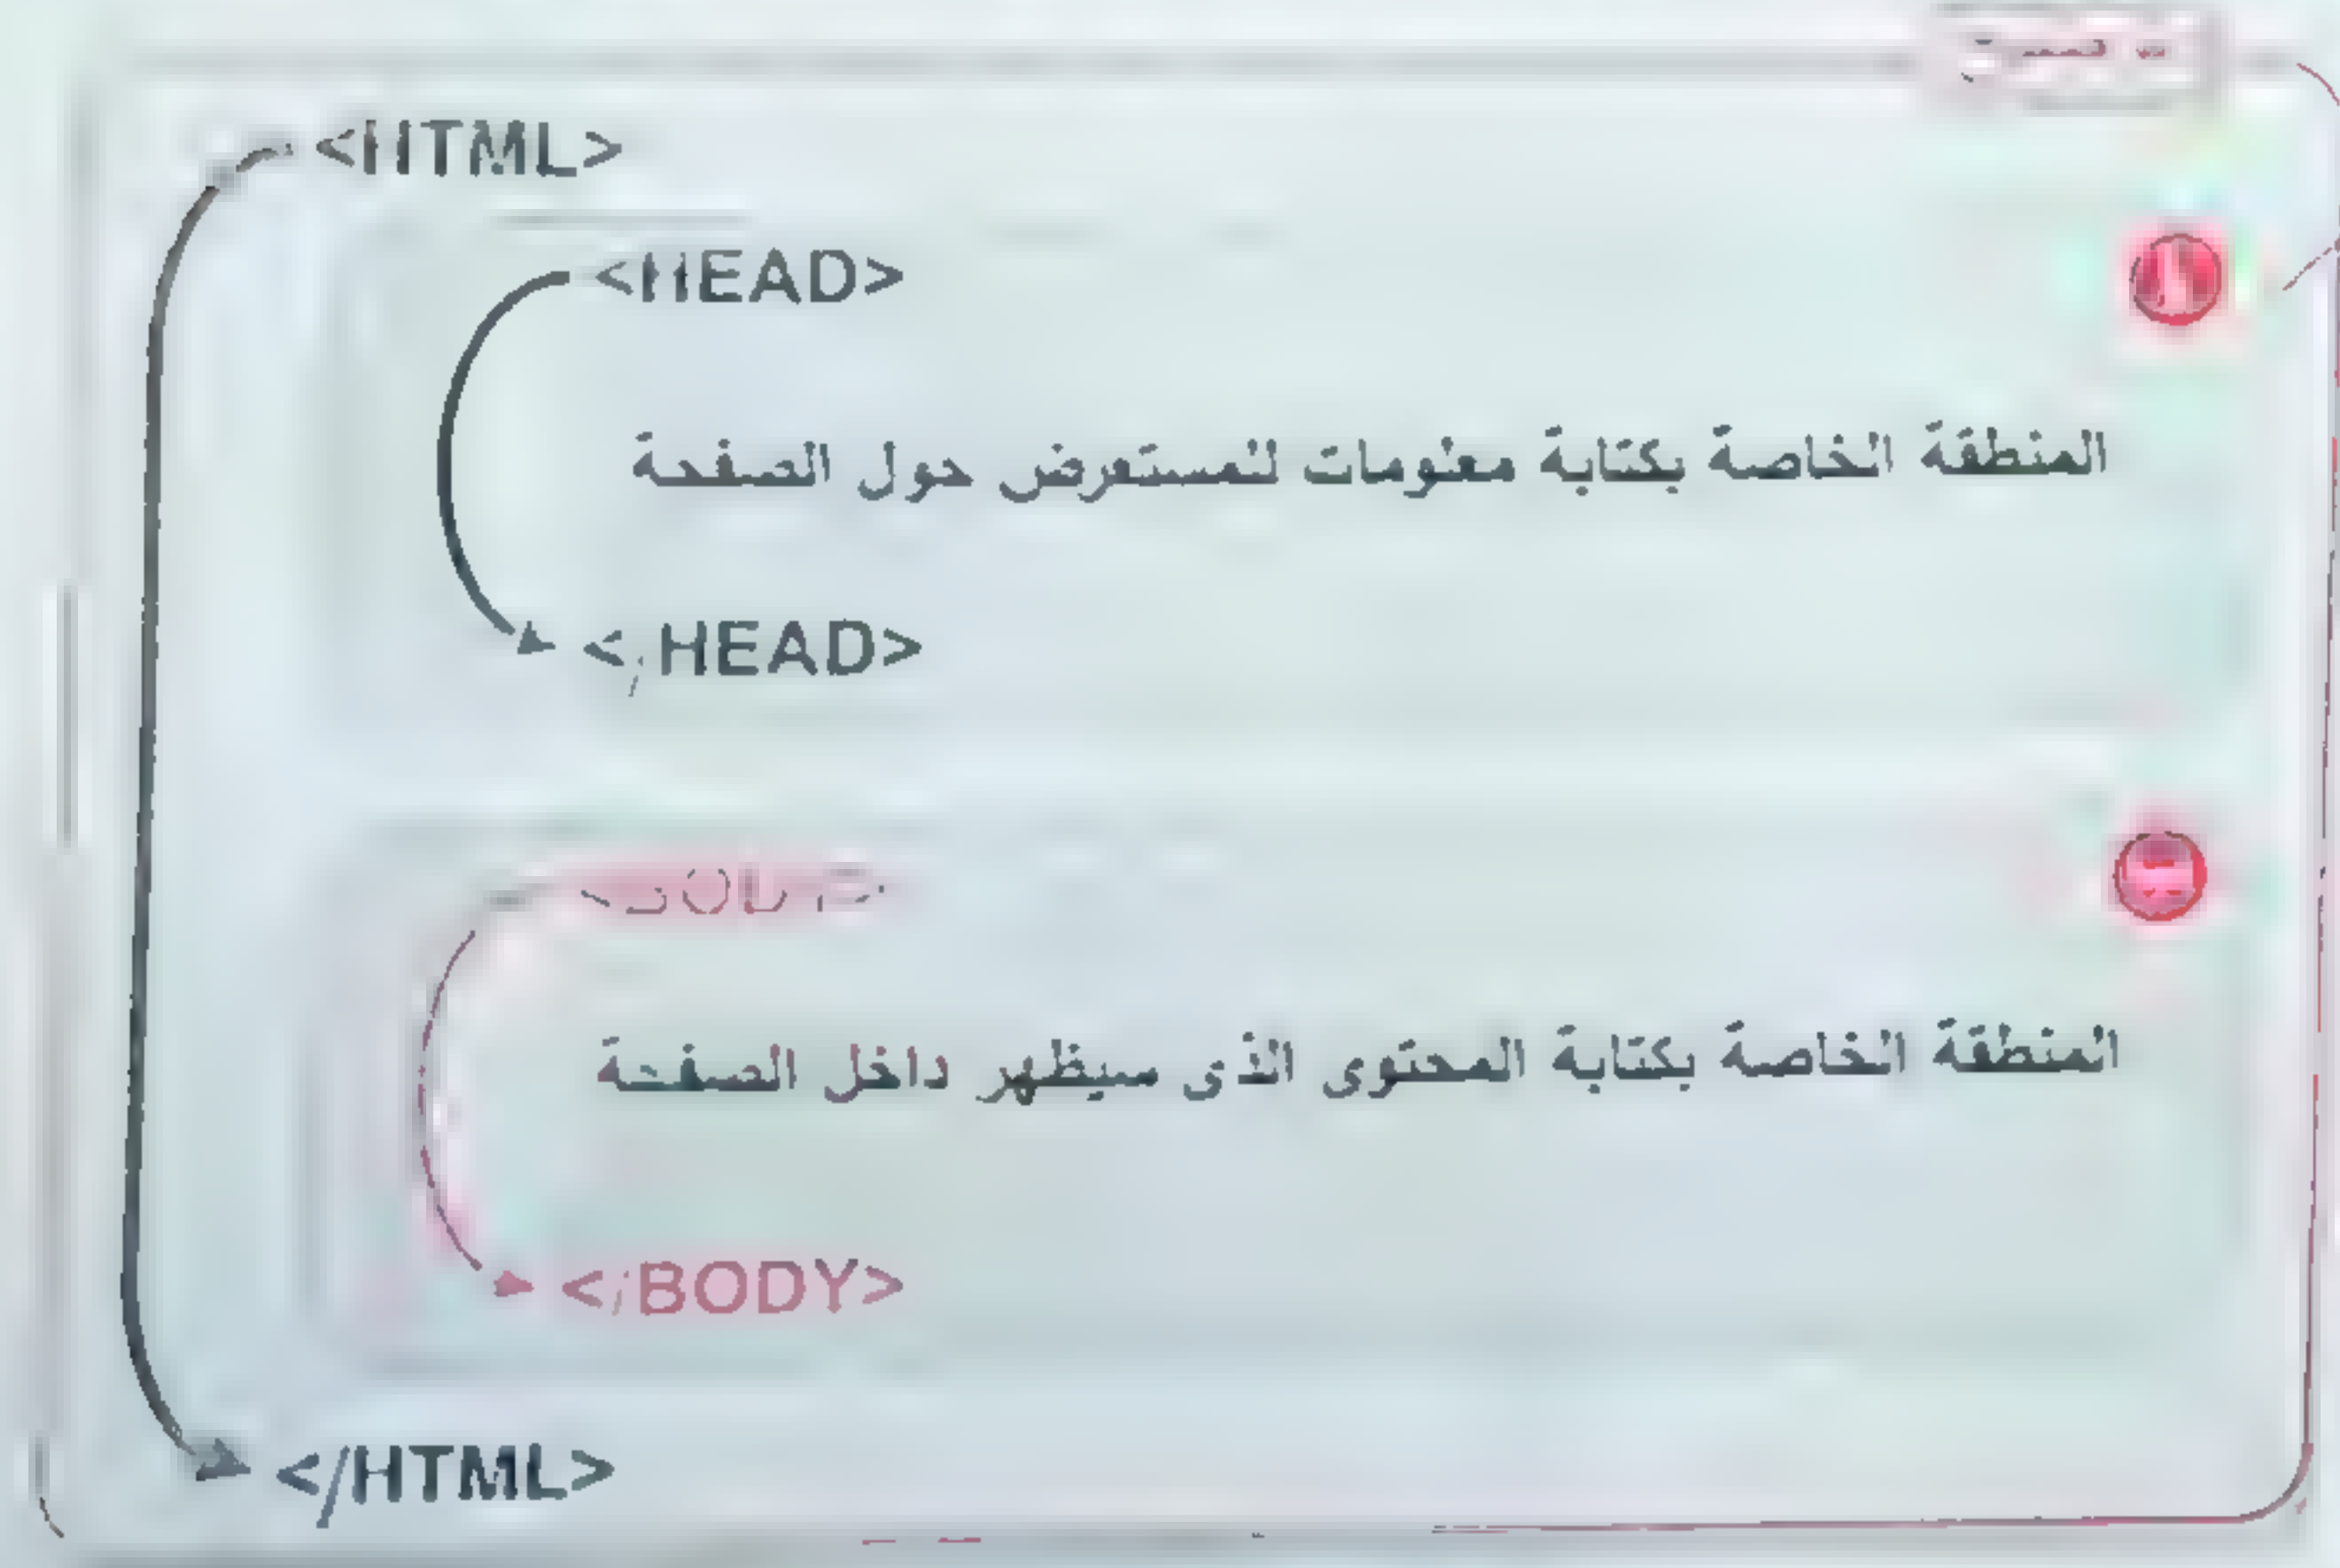 <HTML>
<HEAD>
المنطقة الخاصة بكتابة معلومات للمستعرض حول الصفحة
</HEAD>
المنطقة الخاصة بكتابة المحتوى الذى سيظهر داخل الصفحة
</BODY>
</HTML>